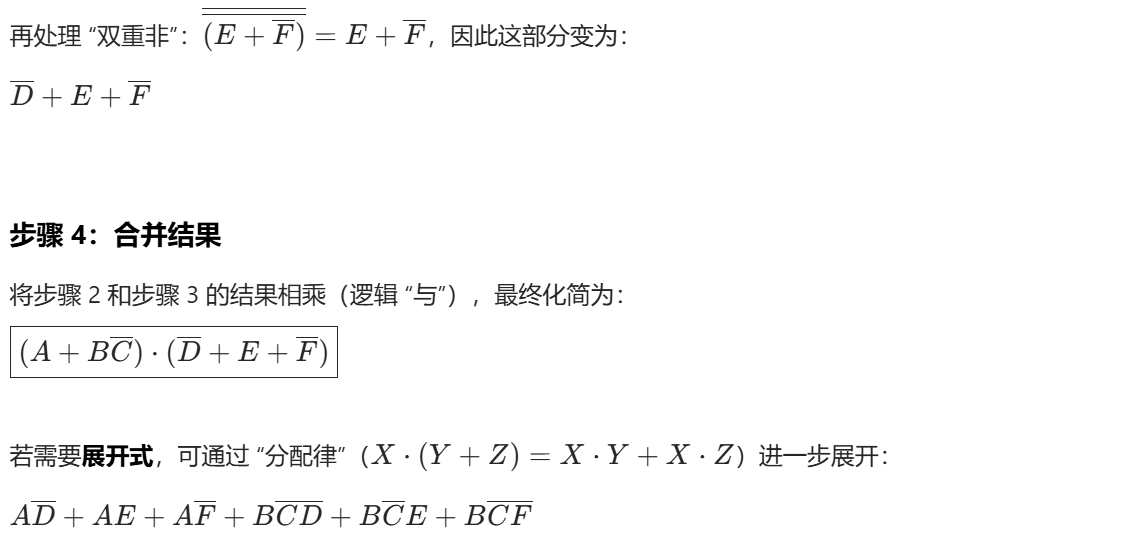 再处理 “双重非”：$\overline{\overline{(E + \overline{F})}} = E + \overline{F}$，因此这部分变为：
$\overline{D} + E + \overline{F}$
步骤 4：合并结果
将步骤 2 和步骤 3 的结果相乘（逻辑 “与”），最终化简为：
$(A + B\overline{C}) \cdot (\overline{D} + E + \overline{F})$
若需要展开式，可通过 “分配律”（$X \cdot (Y + Z) = X \cdot Y + X \cdot Z$）进一步展开：
$A\overline{D} + AE + A\overline{F} + B\overline{CD} + B\overline{C}E + B\overline{CF}$